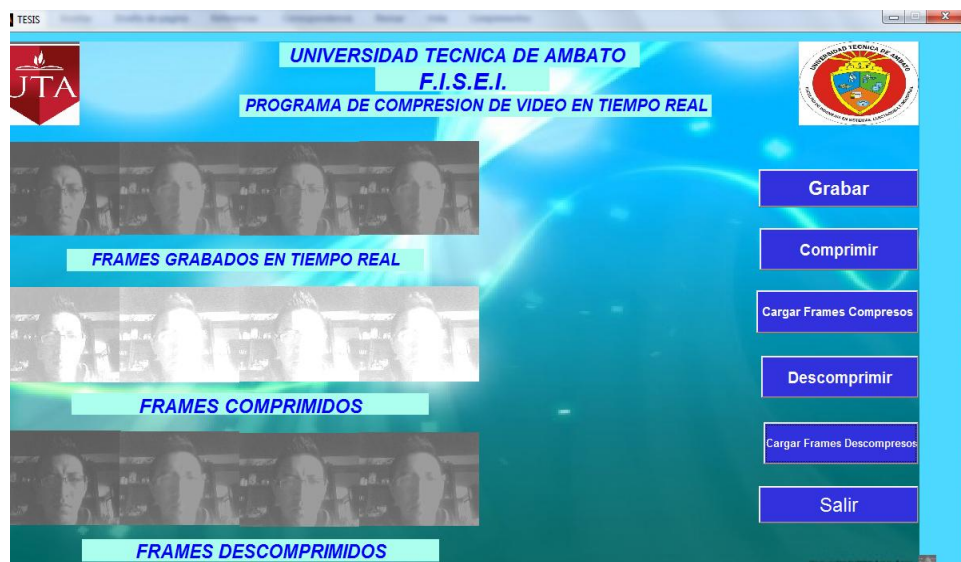 TESIS
UTA
UNIVERSIDAD TECNICA DE AMBATO
F.I.S.E.I.
PROGRAMA DE COMPRESION DE VIDEO EN TIEMPO REAL
Grabar
FRAMES GRABADOS EN TIEMPO REAL
Comprimir
Cargar Frames Compresos
Descomprimir
FRAMES COMPRIMIDOS
Cargar Frames Descompresos
Salir
FRAMES DESCOMPRIMIDOS